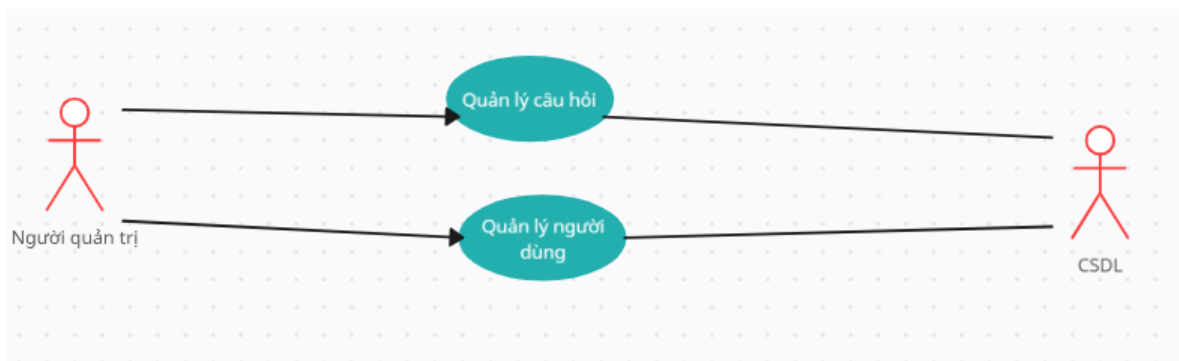 Quản lý câu hỏi
Người quản trị
Quản lý người
dùng
CSDL